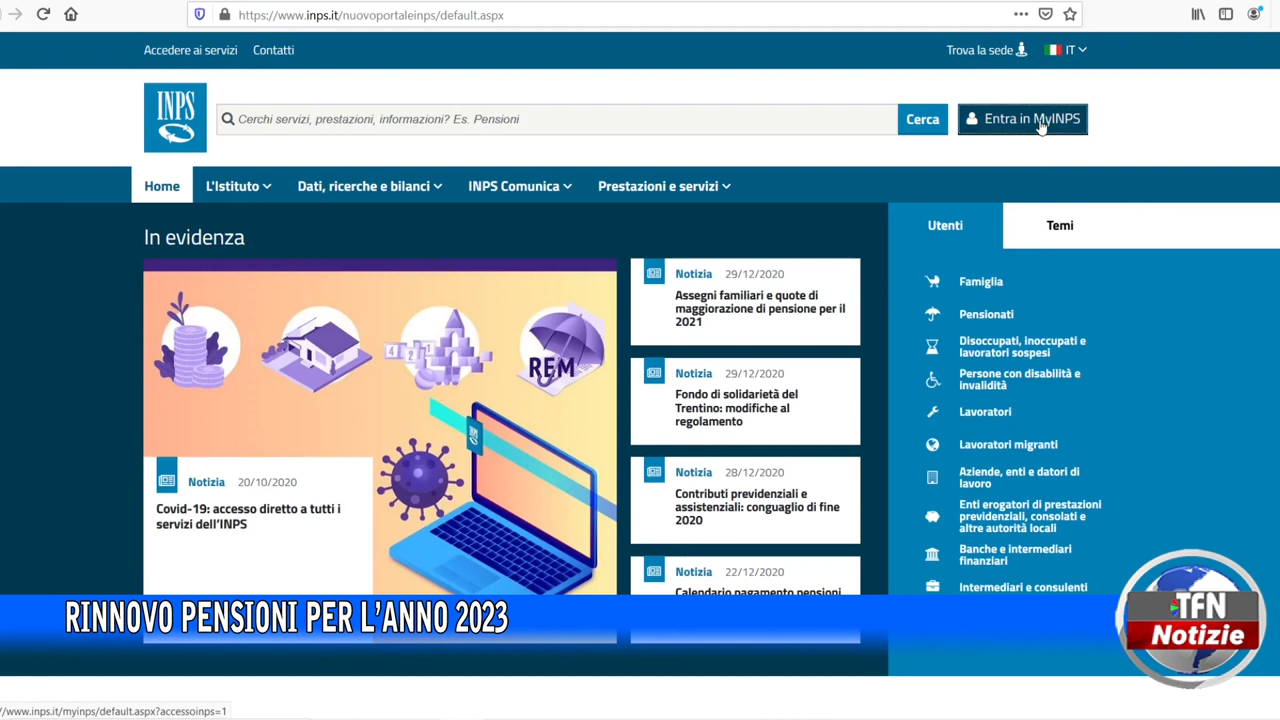 https://www.inps.it/nuovoportaleinps/default.aspx
Accedere ai servizi Contatti
Trova la sede IT
INPS
Cerchi servizi, prestazioni, informazioni? Es. Pensioni
Cerca
Entra in MyINPS
Home L'Istituto Dati, ricerche e bilanci INPS Comunica Prestazioni e servizi
Utenti Temi
In evidenza
REM
4 2 1
INPS
Notizia 20/10/2020
Covid-19: accesso diretto a tutti i
servizi dell'INPS
Notizia 29/12/2020
Assegni familiari e quote di
maggiorazione di pensione per il
2021
Notizia 29/12/2020
Fondo di solidarietà del
Trentino: modifiche al
regolamento
Notizia 28/12/2020
Contributi previdenziali e
assistenziali: conguaglio di fine
2020
Notizia 22/12/2020
Calendario pagamento pensioni
Famiglia
Pensionati
Disoccupati, inoccupati e
lavoratori sospesi
Persone con disabilità e
invalidità
Lavoratori
Lavoratori migranti
Aziende, enti e datori di
lavoro
Enti erogatori di prestazioni
previdenziali, consolati e
altre autorità locali
Banche e intermediari
finanziari
Intermediari e consulenti
RINNOVO PENSIONI PER L'ANNO 2023
TFN
Notizie
//www.inps.it/myinps/default.aspx?accessoinps=1